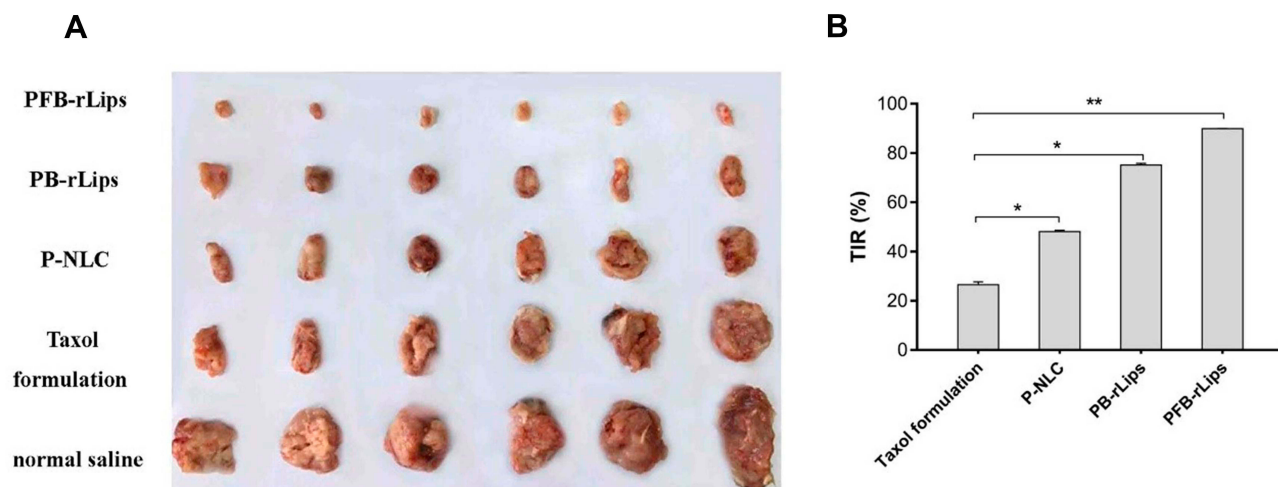 A
PFB-rLips
PB-rLips
P-NLC
Taxol
formulation
normal saline
B
TIR (%)
100
80
60
40
20
0
**
*
*
Taxol formulation
P-NLC
PB-rLips
PFB-rLips